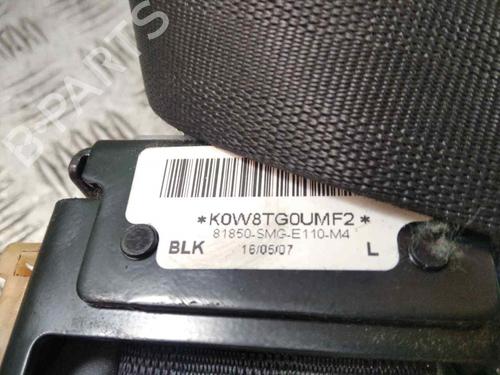 B-PARTS
*K0W8TG0UMF2*
81850-SMG-E110-M4
BLK 16/05/07 L